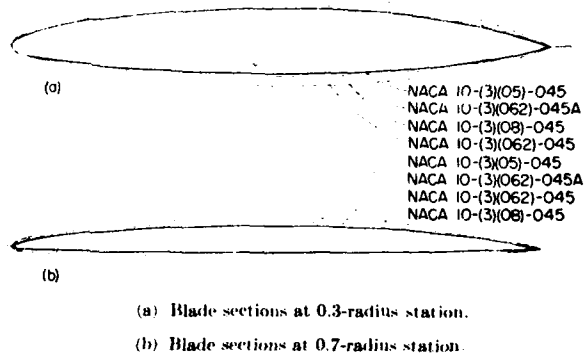 (a)
NACA 10-(3)(05)-045
NACA 10-(3)(062)-045A
NACA 10-(3)(08)-045
NACA 10-(3)(062)-045
NACA 10-(3)(05)-045
NACA 10-(3)(062)-045A
NACA 10-(3)(062)-045
NACA 10-(3)(08)-045
(b)
(a) Blade sections at 0.3-radius station.
(b) Blade sections at 0.7-radius station.